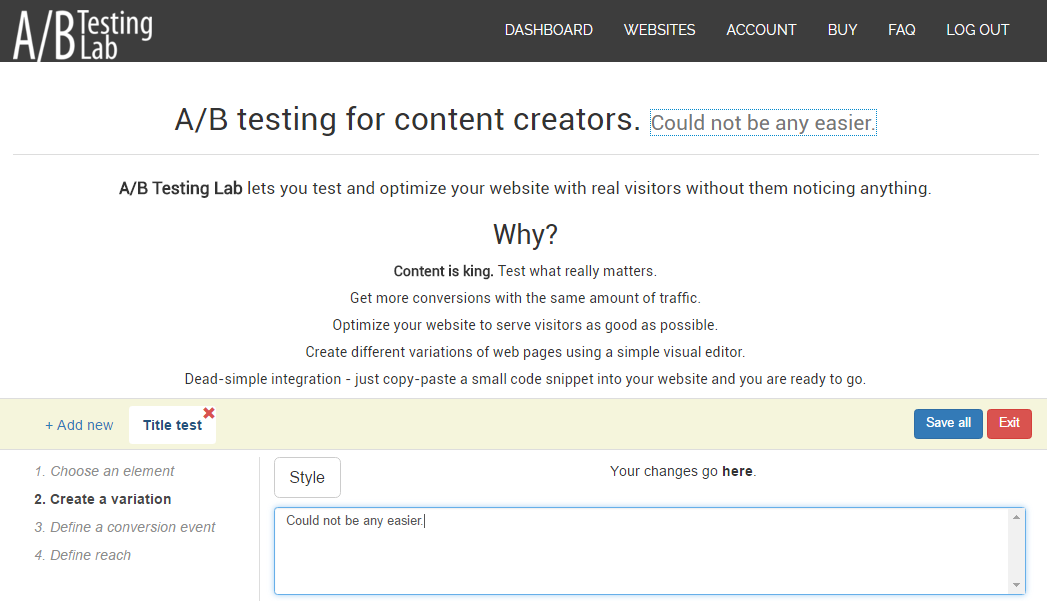 A/B Testing Lab
DASHBOARD WEBSITES ACCOUNT BUY FAQ LOG OUT
A/B testing for content creators. Could not be any easier.
A/B Testing Lab lets you test and optimize your website with real visitors without them noticing anything.
Why?
Content is king. Test what really matters.
Get more conversions with the same amount of traffic.
Optimize your website to serve visitors as good as possible.
Create different variations of web pages using a simple visual editor.
Dead-simple integration - just copy-paste a small code snippet into your website and you are ready to go.
+ Add new Title test Save all Exit
1. Choose an element
2. Create a variation
3. Define a conversion event
4. Define reach
Style
Your changes go here.
Could not be any easier.